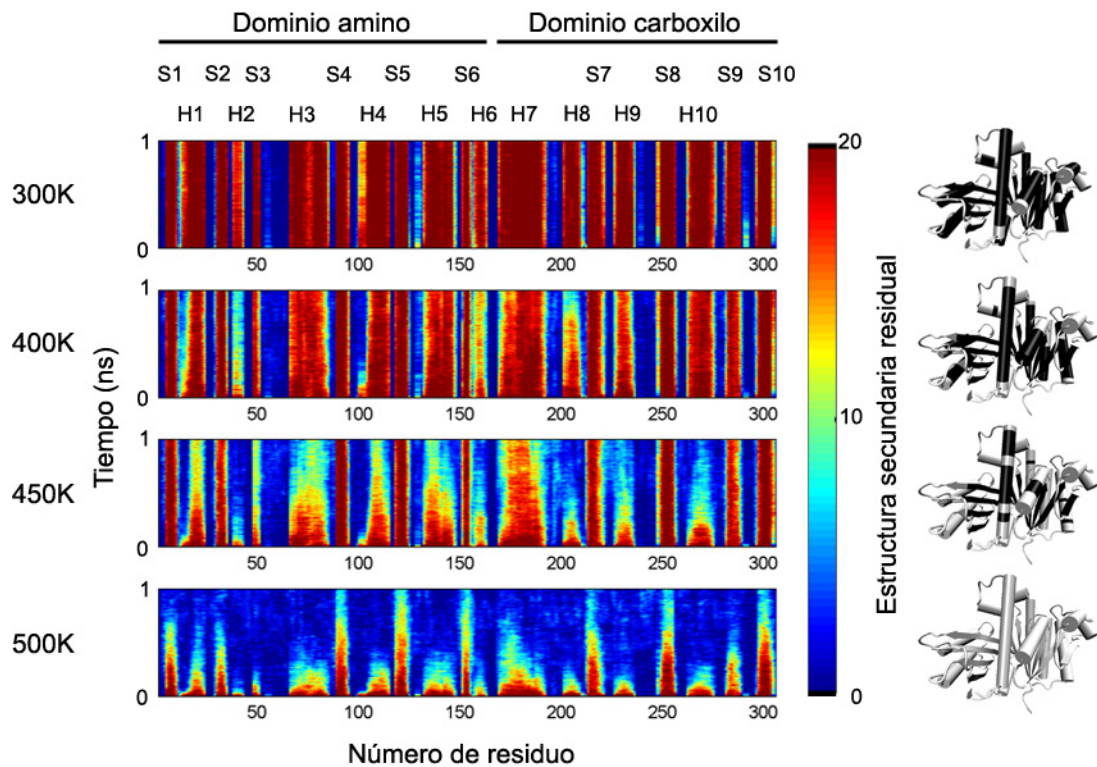 Dominio amino Dominio carboxilo
S1 S2 S3 S4 S5 S6 S7 S8 S9 S10
H1 H2 H3 H4 H5 H6 H7 H8 H9 H10
300K
1
0
50 100 150 200 250 300
400K
1
0
50 100 150 200 250 300
450K
1
0
50 100 150 200 250 300
500K
1
0
50 100 150 200 250 300
Tiempo (ns)
Número de residuo
20
10
0
Estructura secundaria residual